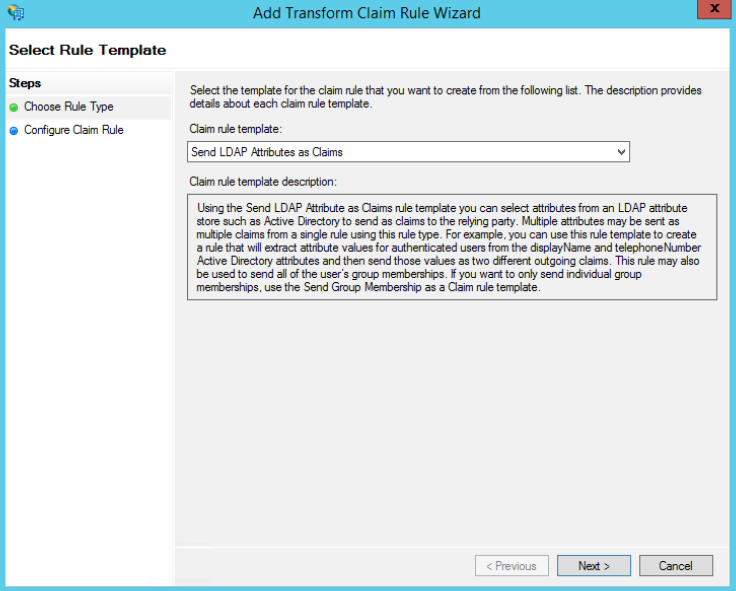 Add Transform Claim Rule Wizard
x
Select Rule Template
Steps
Choose Rule Type
Configure Claim Rule
Select the template for the claim rule that you want to create from the following list. The description provides
details about each claim rule template.
Claim rule template:
Send LDAP Attributes as Claims
Claim rule template description:
Using the Send LDAP Attribute as Claims rule template you can select attributes from an LDAP attribute
store such as Active Directory to send as claims to the relying party. Multiple attributes may be sent as
multiple claims from a single rule using this rule type. For example, you can use this rule template to create
a rule that will extract attribute values for authenticated users from the displayName and telephoneNumber
Active Directory attributes and then send those values as two different outgoing claims. This rule may also
be used to send all of the user's group memberships. If you want to only send individual group
memberships, use the Send Group Membership as a Claim rule template.
< Previous
Next >
Cancel